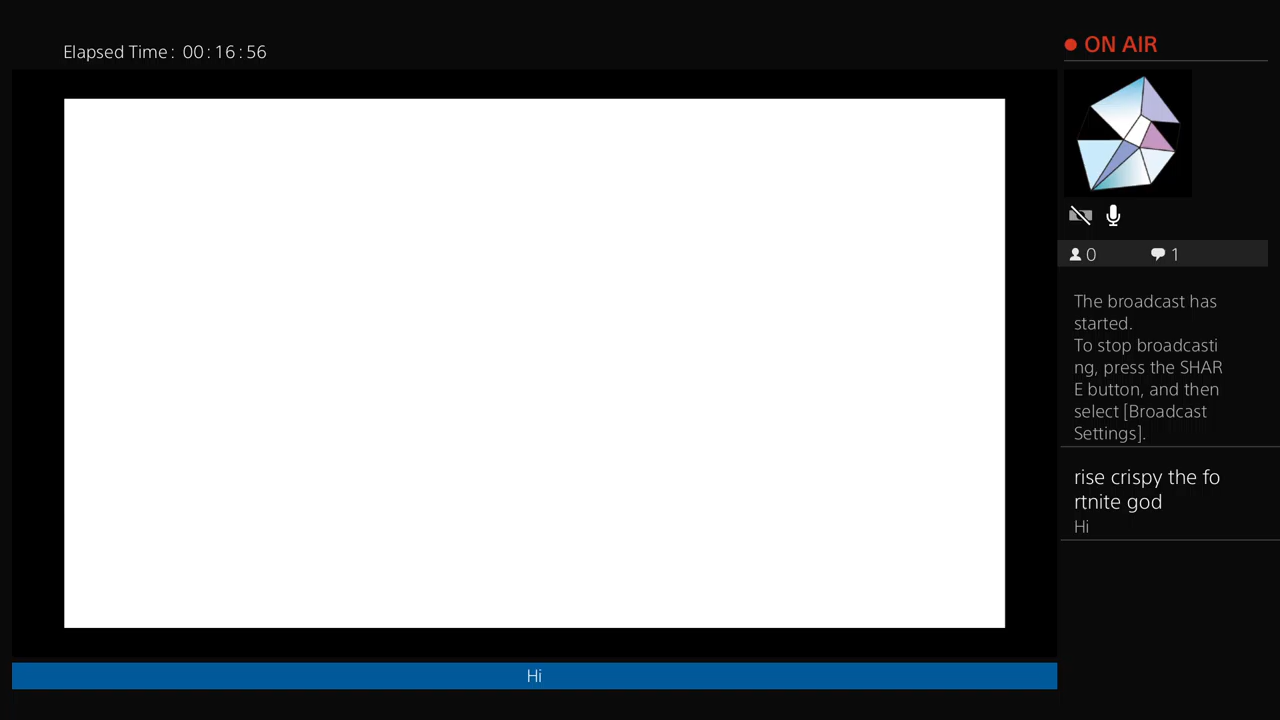 Elapsed Time: 00:16:56
ON AIR
0
1
The broadcast has
started.
To stop broadcasti
ng, press the SHAR
E button, and then
select [Broadcast
Settings].
rise crispy the fo
rtnite god
Hi
Hi